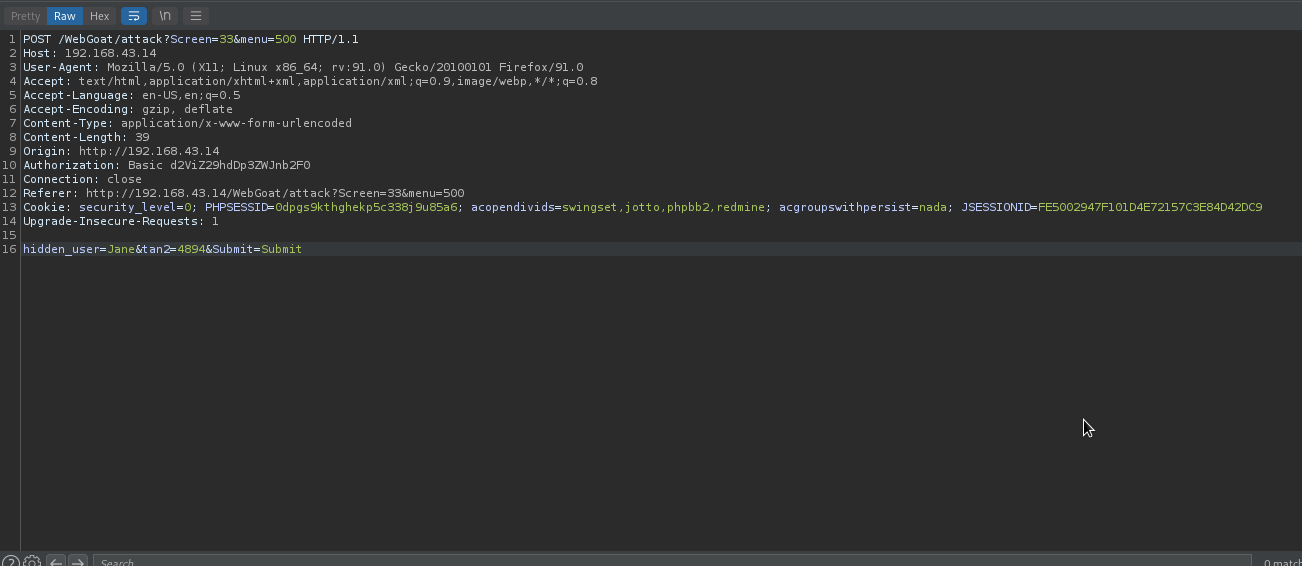 Pretty Raw Hex \n
1 POST /WebGoat/attack?Screen=33&menu=500 HTTP/1.1
2 Host: 192.168.43.14
3 User-Agent: Mozilla/5.0 (X11; Linux x86_64; rv:91.0) Gecko/20100101 Firefox/91.0
4 Accept: text/html,application/xhtml+xml,application/xml;q=0.9,image/webp,*/*;q=0.8
5 Accept-Language: en-US,en;q=0.5
6 Accept-Encoding: gzip, deflate
7 Content-Type: application/x-www-form-urlencoded
8 Content-Length: 39
9 Origin: http://192.168.43.14
10 Authorization: Basic d2ViZ29hdDp3ZWJnb2F0
11 Connection: close
12 Referer: http://192.168.43.14/WebGoat/attack?Screen=33&menu=500
13 Cookie: security_level=0; PHPSESSID=0dpgs9kthghekp5c338j9u85a6; acopendivids=swingset,jotto,phpbb2,redmine; acgroupswithpersist=nada; JSESSIONID=FE5002947F101D4E72157C3E84D42DC9
14 Upgrade-Insecure-Requests: 1
15
16 hidden_user=Jane&tan2=4894&Submit=Submit
Search... 0 match